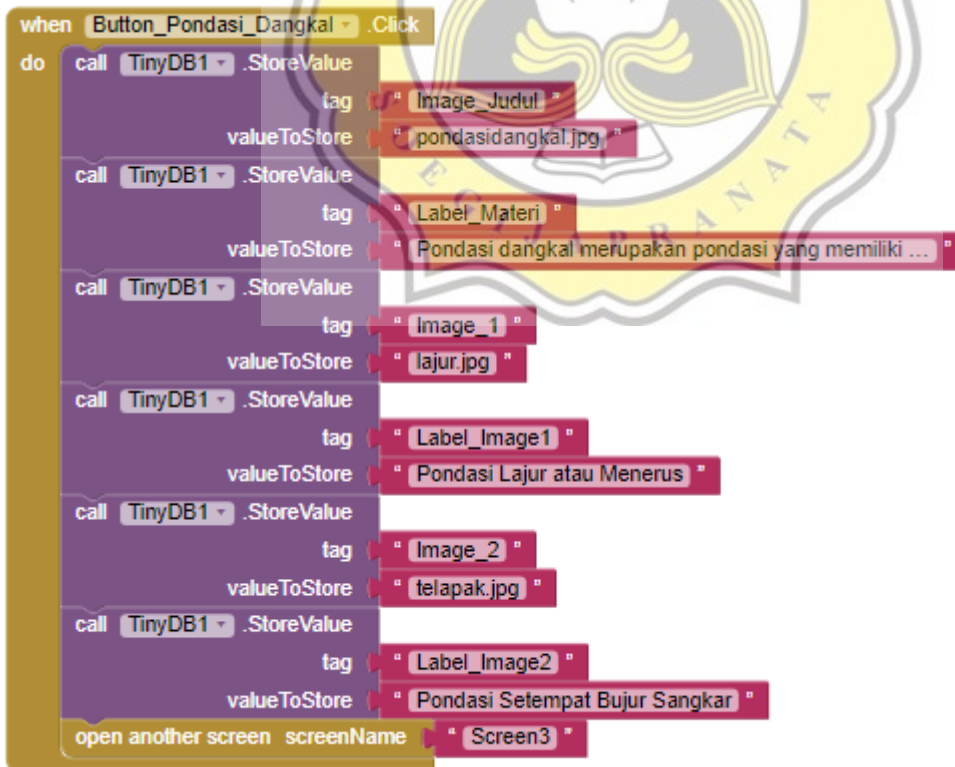 when Button_Pondasi_Dangkal .Click
do call TinyDB1 .StoreValue
tag " Image_Judul "
valueToStore " pondasidangkal.jpg "
call TinyDB1 .StoreValue
tag " Label_Materi "
valueToStore " Pondasi dangkal merupakan pondasi yang memiliki ... "
call TinyDB1 .StoreValue
tag " Image_1 "
valueToStore " lajur.jpg "
call TinyDB1 .StoreValue
tag " Label_Image1 "
valueToStore " Pondasi Lajur atau Menerus "
call TinyDB1 .StoreValue
tag " Image_2 "
valueToStore " telapak.jpg "
call TinyDB1 .StoreValue
tag " Label_Image2 "
valueToStore " Pondasi Setempat Bujur Sangkar "
open another screen screenName " Screen3 "